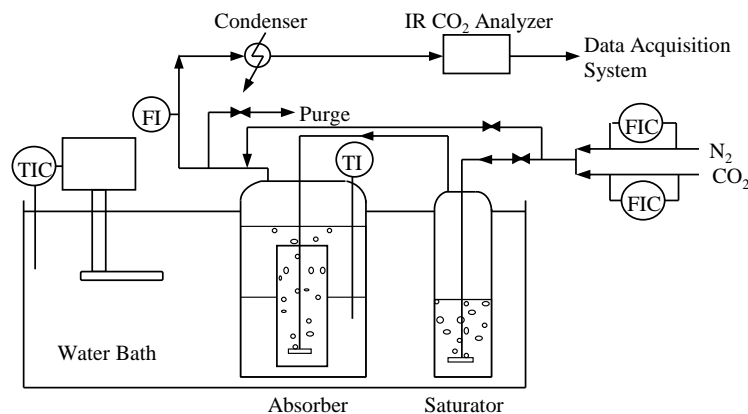 Condenser
IR CO₂ Analyzer
Data Acquisition
System
FI
Purge
FIC
TIC
TI
N₂
CO₂
FIC
Water Bath
Absorber
Saturator